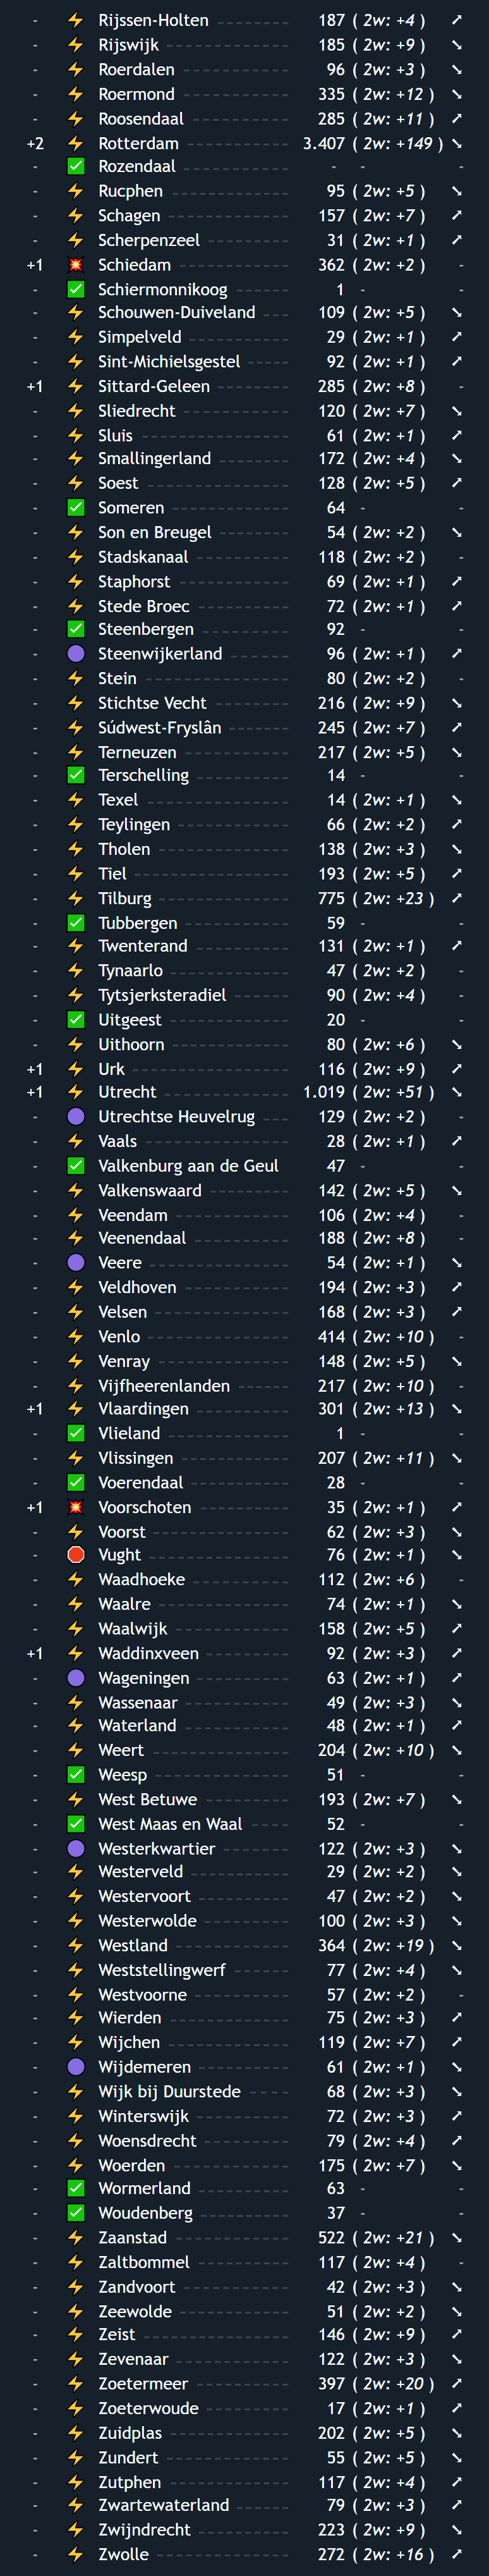 - ⚡ Rijssen-Holten 187 ( 2w: +4 ) ➚
- ⚡ Rijswijk 185 ( 2w: +9 ) ➘
- ⚡ Roerdalen 96 ( 2w: +3 ) ➘
- ⚡ Roermond 335 ( 2w: +12 ) ➘
- ⚡ Roosendaal 285 ( 2w: +11 ) ➚
+2 ⚡ Rotterdam 3.407 ( 2w: +149 ) ➘
- ✅ Rozendaal - - -
- ⚡ Rucphen 95 ( 2w: +5 ) ➘
- ⚡ Schagen 157 ( 2w: +7 ) ➚
- ⚡ Scherpenzeel 31 ( 2w: +1 ) ➚
+1 💥 Schiedam 362 ( 2w: +2 ) -
- ✅ Schiermonnikoog 1 - -
- ⚡ Schouwen-Duiveland 109 ( 2w: +5 ) ➘
- ⚡ Simpelveld 29 ( 2w: +1 ) ➚
- ⚡ Sint-Michielsgestel 92 ( 2w: +1 ) ➚
+1 ⚡ Sittard-Geleen 285 ( 2w: +8 ) -
- ⚡ Sliedrecht 120 ( 2w: +7 ) ➘
- ⚡ Sluis 61 ( 2w: +1 ) ➚
- ⚡ Smallingerland 172 ( 2w: +4 ) ➘
- ⚡ Soest 128 ( 2w: +5 ) ➚
- ✅ Someren 64 - -
- ⚡ Son en Breugel 54 ( 2w: +2 ) ➘
- ⚡ Stadskanaal 118 ( 2w: +2 ) -
- ⚡ Staphorst 69 ( 2w: +1 ) ➚
- ⚡ Stede Broec 72 ( 2w: +1 ) ➚
- ✅ Steenbergen 92 - -
- 🟣 Steenwijkerland 96 ( 2w: +1 ) ➚
- ⚡ Stein 80 ( 2w: +2 ) -
- ⚡ Stichtse Vecht 216 ( 2w: +9 ) ➘
- ⚡ Súdwest-Fryslân 245 ( 2w: +7 ) ➚
- ⚡ Terneuzen 217 ( 2w: +5 ) ➘
- ✅ Terschelling 14 - -
- ⚡ Texel 14 ( 2w: +1 ) ➘
- ⚡ Teylingen 66 ( 2w: +2 ) ➚
- ⚡ Tholen 138 ( 2w: +3 ) ➘
- ⚡ Tiel 193 ( 2w: +5 ) ➚
- ⚡ Tilburg 775 ( 2w: +23 ) ➚
- ✅ Tubbergen 59 - -
- ⚡ Twenterand 131 ( 2w: +1 ) ➚
- ⚡ Tynaarlo 47 ( 2w: +2 ) -
- ⚡ Tytsjerksteradiel 90 ( 2w: +4 ) -
- ✅ Uitgeest 20 - -
- ⚡ Uithoorn 80 ( 2w: +6 ) ➘
+1 ⚡ Urk 116 ( 2w: +9 ) ➚
+1 ⚡ Utrecht 1.019 ( 2w: +51 ) ➘
- 🟣 Utrechtse Heuvelrug 129 ( 2w: +2 ) -
- ⚡ Vaals 28 ( 2w: +1 ) ➚
- ✅ Valkenburg aan de Geul 47 - -
- ⚡ Valkenswaard 142 ( 2w: +5 ) ➘
- ⚡ Veendam 106 ( 2w: +4 ) -
- ⚡ Veenendaal 188 ( 2w: +8 ) -
- 🟣 Veere 54 ( 2w: +1 ) ➘
- ⚡ Veldhoven 194 ( 2w: +3 ) ➚
- ⚡ Velsen 168 ( 2w: +3 ) ➚
- ⚡ Venlo 414 ( 2w: +10 ) -
- ⚡ Venray 148 ( 2w: +5 ) ➘
- ⚡ Vijfheerenlanden 217 ( 2w: +10 ) -
+1 ⚡ Vlaardingen 301 ( 2w: +13 ) ➘
- ✅ Vlieland 1 - -
- ⚡ Vlissingen 207 ( 2w: +11 ) ➘
- ✅ Voerendaal 28 - -
+1 💥 Voorschoten 35 ( 2w: +1 ) ➚
- ⚡ Voorst 62 ( 2w: +3 ) ➘
- 🛑 Vught 76 ( 2w: +1 ) ➘
- ⚡ Waadhoeke 112 ( 2w: +6 ) -
- ⚡ Waalre 74 ( 2w: +1 ) ➘
- ⚡ Waalwijk 158 ( 2w: +5 ) ➚
+1 ⚡ Waddinxveen 92 ( 2w: +3 ) ➚
- 🟣 Wageningen 63 ( 2w: +1 ) ➚
- ⚡ Wassenaar 49 ( 2w: +3 ) ➘
- ⚡ Waterland 48 ( 2w: +1 ) ➚
- ⚡ Weert 204 ( 2w: +10 ) ➘
- ✅ Weesp 51 - -
- ⚡ West Betuwe 193 ( 2w: +7 ) ➘
- ✅ West Maas en Waal 52 - -
- 🟣 Westerkwartier 122 ( 2w: +3 ) ➘
- ⚡ Westerveld 29 ( 2w: +2 ) ➘
- ⚡ Westervoort 47 ( 2w: +2 ) ➘
- ⚡ Westerwolde 100 ( 2w: +3 ) ➘
- ⚡ Westland 364 ( 2w: +19 ) ➘
- ⚡ Weststellingwerf 77 ( 2w: +4 ) ➘
- ⚡ Westvoorne 57 ( 2w: +2 ) -
- ⚡ Wierden 75 ( 2w: +3 ) ➚
- ⚡ Wijchen 119 ( 2w: +7 ) ➚
- 🟣 Wijdemeren 61 ( 2w: +1 ) ➘
- ⚡ Wijk bij Duurstede 68 ( 2w: +3 ) ➘
- ⚡ Winterswijk 72 ( 2w: +3 ) ➚
- ⚡ Woensdrecht 79 ( 2w: +4 ) ➚
- ⚡ Woerden 175 ( 2w: +7 ) ➘
- ✅ Wormerland 63 - -
- ✅ Woudenberg 37 - -
- ⚡ Zaanstad 522 ( 2w: +21 ) ➘
- ⚡ Zaltbommel 117 ( 2w: +4 ) -
- ⚡ Zandvoort 42 ( 2w: +3 ) ➘
- ⚡ Zeewolde 51 ( 2w: +2 ) ➘
- ⚡ Zeist 146 ( 2w: +9 ) ➚
- ⚡ Zevenaar 122 ( 2w: +3 ) ➘
- ⚡ Zoetermeer 397 ( 2w: +20 ) ➚
- ⚡ Zoeterwoude 17 ( 2w: +1 ) ➚
- ⚡ Zuidplas 202 ( 2w: +5 ) ➘
- ⚡ Zundert 55 ( 2w: +5 ) ➘
- ⚡ Zutphen 117 ( 2w: +4 ) ➚
- ⚡ Zwartewaterland 79 ( 2w: +3 ) ➚
- ⚡ Zwijndrecht 223 ( 2w: +9 ) ➘
- ⚡ Zwolle 272 ( 2w: +16 ) ➚